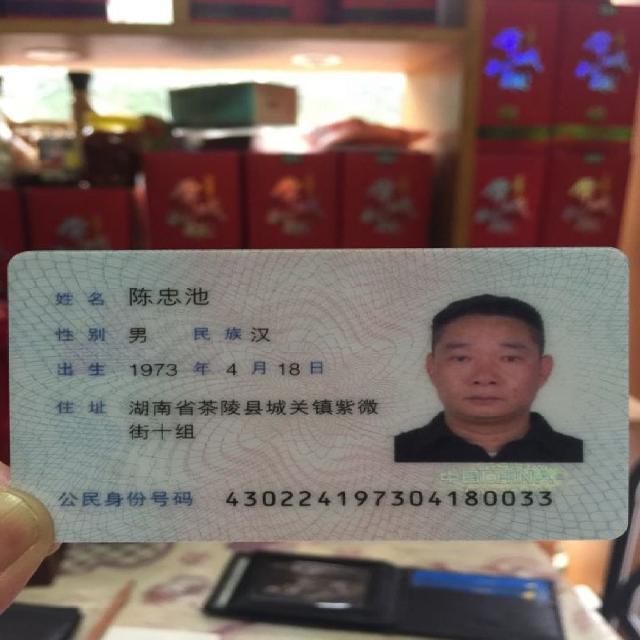 姓名 陈忠池
性别 男 民族 汉
出生 1973 年 4 月 18 日
住址 湖南省茶陵县城关镇紫微
街十组
公民身份号码 430224197304180033